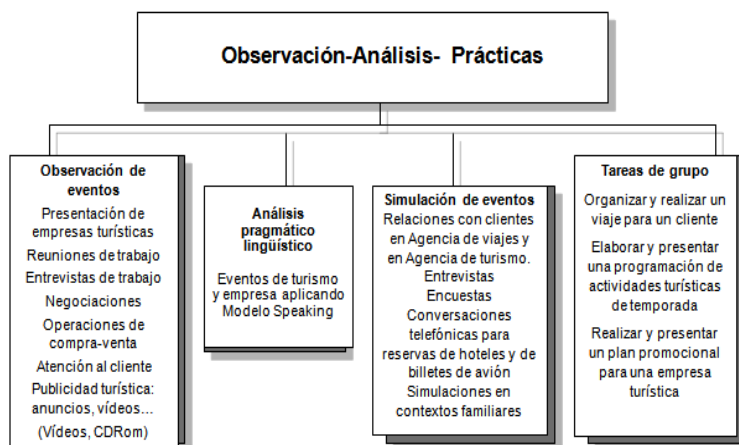 Observación-Análisis- Prácticas
Observación de
eventos
Presentación de
empresas turísticas
Reuniones de trabajo
Entrevistas de trabajo
Negociaciones
Operaciones de
compra-venta
Atención al cliente
Publicidad turística:
anuncios, vídeos...
(Vídeos, CDRom)
Análisis
pragmático
lingüístico
Eventos de turismo
y empresa aplicando
Modelo Speaking
Simulación de eventos
Relaciones con clientes
en Agencia de viajes y
en Agencia de turismo.
Entrevistas
Encuestas
Conversaciones
telefónicas para
reservas de hoteles y de
billetes de avión
Simulaciones en
contextos familiares
Tareas de grupo
Organizar y realizar un
viaje para un cliente
Elaborar y presentar
una programación de
actividades turísticas
de temporada
Realizar y presentar
un plan promocional
para una empresa
turística